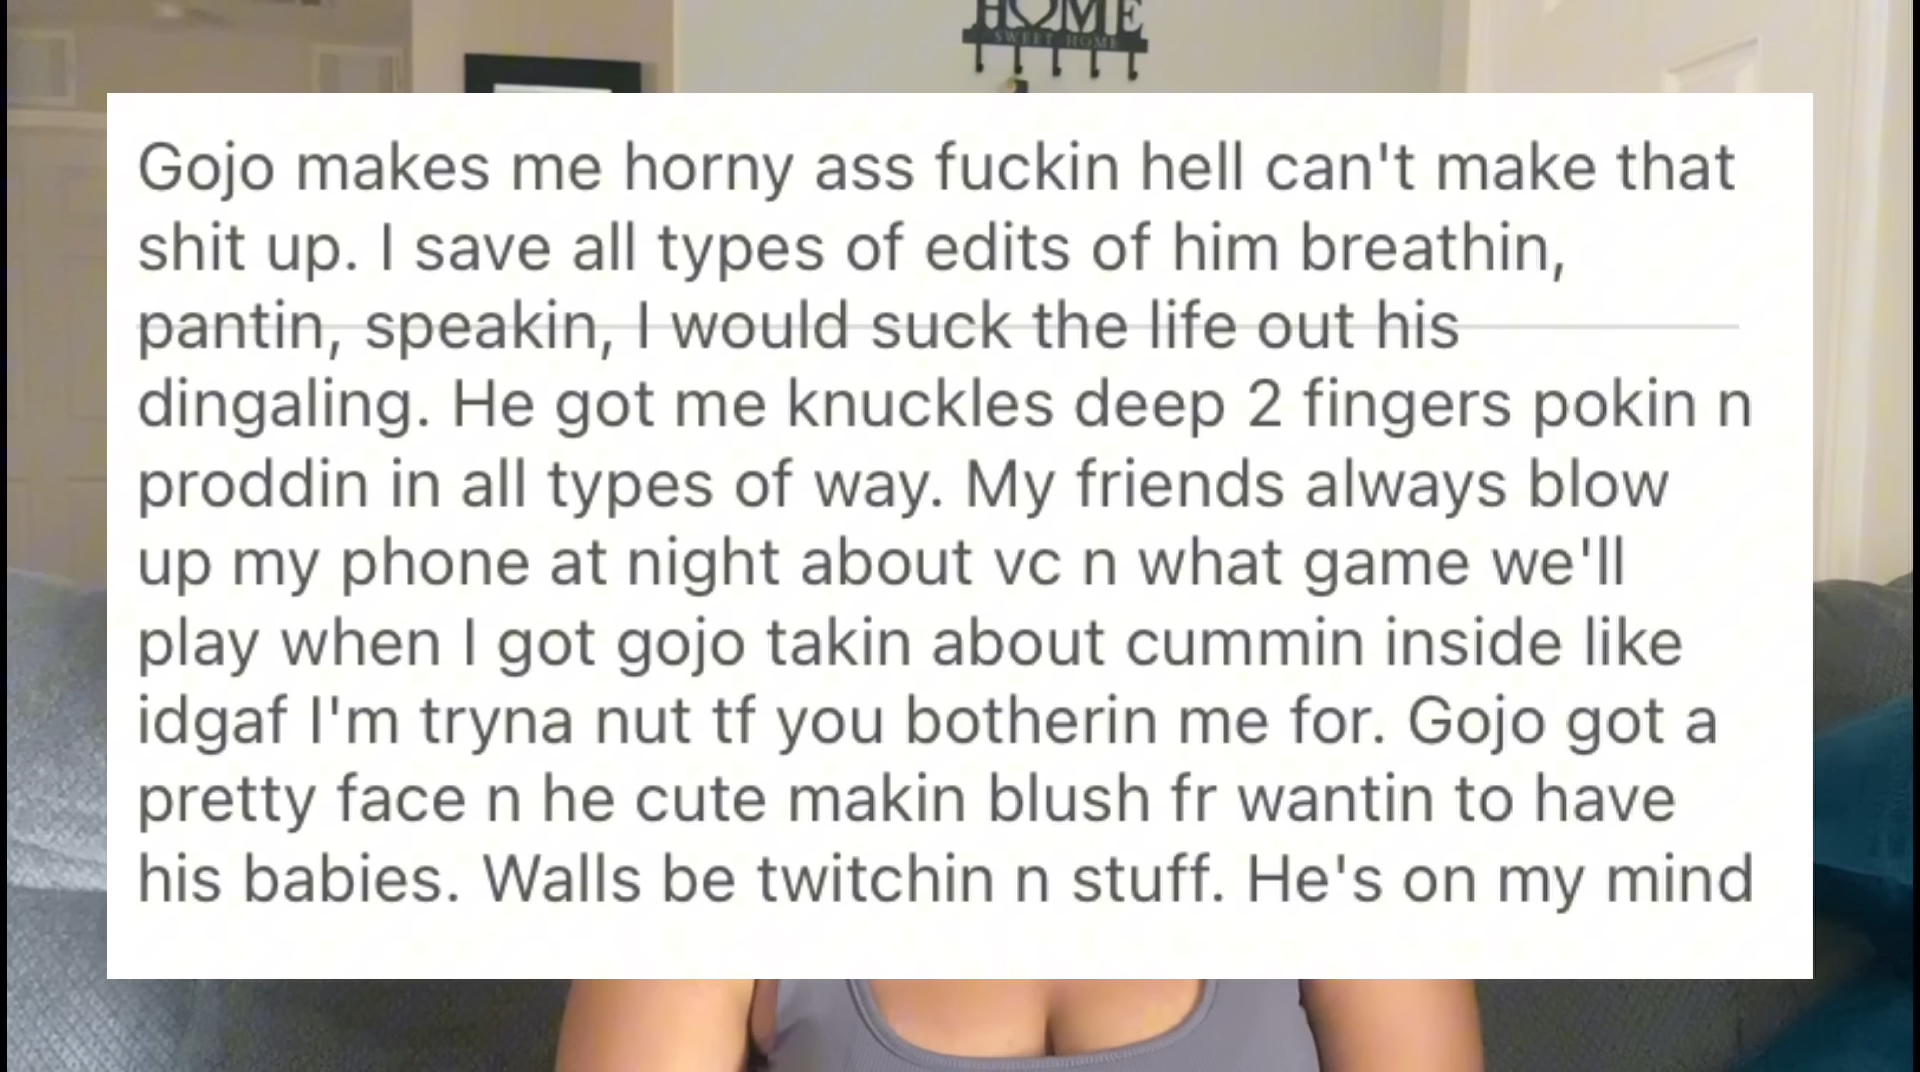 HOME
SWEET HOME
Gojo makes me horny ass fuckin hell can't make that
shit up. I save all types of edits of him breathin,
pantin, speakin, I would suck the life out his
dingaling. He got me knuckles deep 2 fingers pokin n
proddin in all types of way. My friends always blow
up my phone at night about vc n what game we'll
play when I got gojo takin about cummin inside like
idgaf I'm tryna nut tf you botherin me for. Gojo got a
pretty face n he cute makin blush fr wantin to have
his babies. Walls be twitchin n stuff. He's on my mind